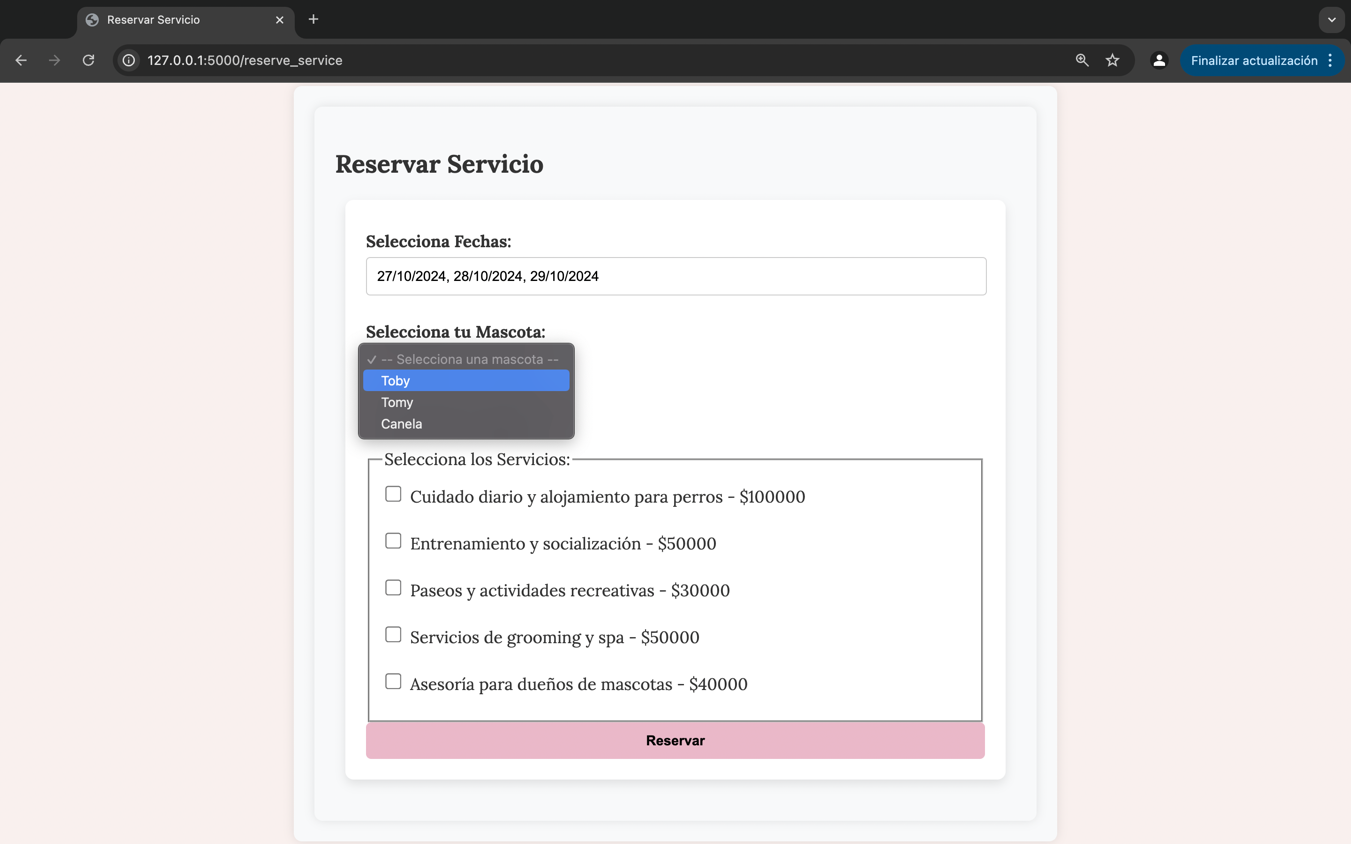 Reservar Servicio
127.0.0.1:5000/reserve_service
Finalizar actualización
Reservar Servicio
Selecciona Fechas:
27/10/2024, 28/10/2024, 29/10/2024
Selecciona tu Mascota:
-- Selecciona una mascota --
Toby
Tomy
Canela
Selecciona los Servicios:
Cuidado diario y alojamiento para perros - $100000
Entrenamiento y socialización - $50000
Paseos y actividades recreativas - $30000
Servicios de grooming y spa - $50000
Asesoría para dueños de mascotas - $40000
Reservar